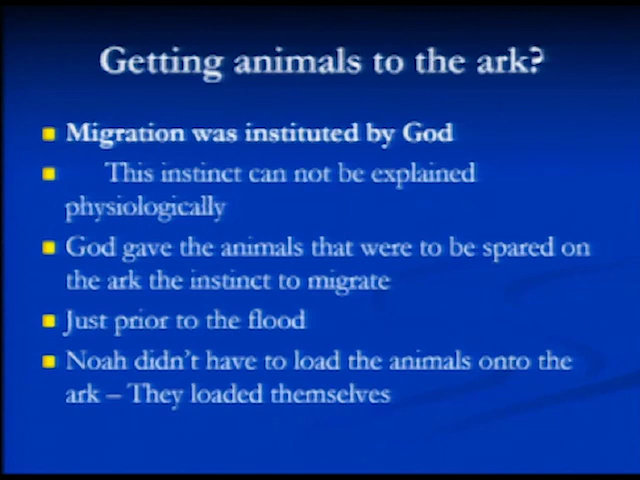 Getting animals to the ark?
Migration was instituted by God
This instinct can not be explained
physiologically
God gave the animals that were to be spared on
the ark the instinct to migrate
Just prior to the flood
Noah didn't have to load the animals onto the
ark – They loaded themselves